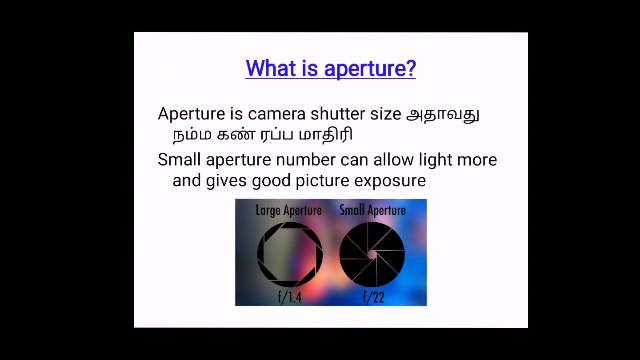 What is aperture?
Aperture is camera shutter size அதாவது
நம்ம கண் ரப்ப மாதிரி
Small aperture number can allow light more
and gives good picture exposure
Large Aperture Small Aperture
f/1.4 f/22